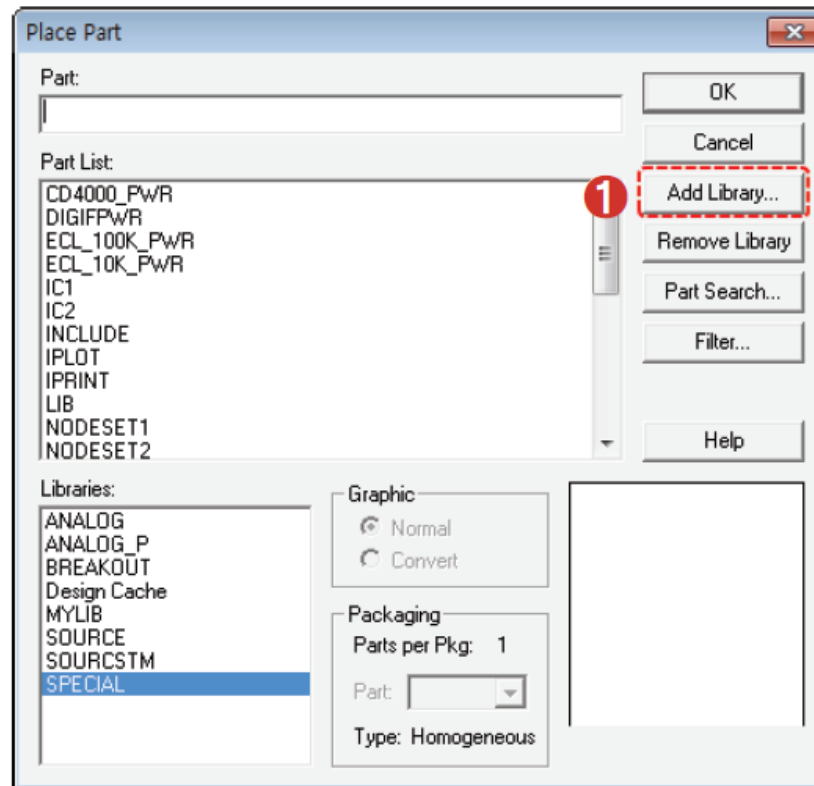 Place Part
Part:
OK
Cancel
Part List:
CD4000_PWR
DIGIFPWR
ECL_100K_PWR
ECL_10K_PWR
IC1
IC2
INCLUDE
IPLOT
IPRINT
LIB
NODESET1
NODESET2
1
Add Library...
Remove Library
Part Search...
Filter...
Help
Libraries:
ANALOG
ANALOG_P
BREAKOUT
Design Cache
MYLIB
SOURCE
SOURCSTM
SPECIAL
Graphic
Normal
Convert
Packaging
Parts per Pkg: 1
Part:
Type: Homogeneous